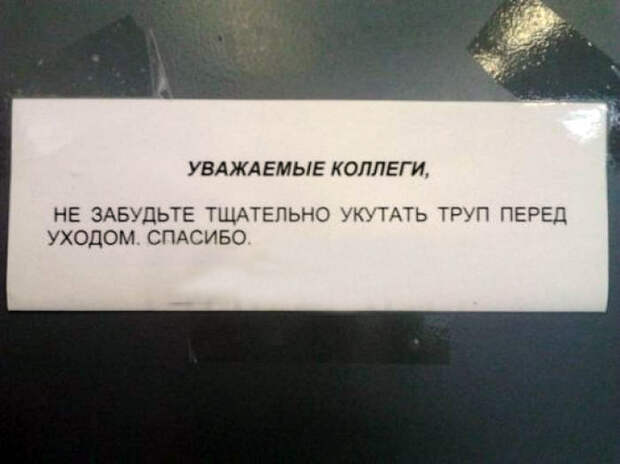 УВАЖАЕМЫЕ КОЛЛЕГИ,
НЕ ЗАБУДЬТЕ ТЩАТЕЛЬНО УКУТАТЬ ТРУП ПЕРЕД
УХОДОМ. СПАСИБО.